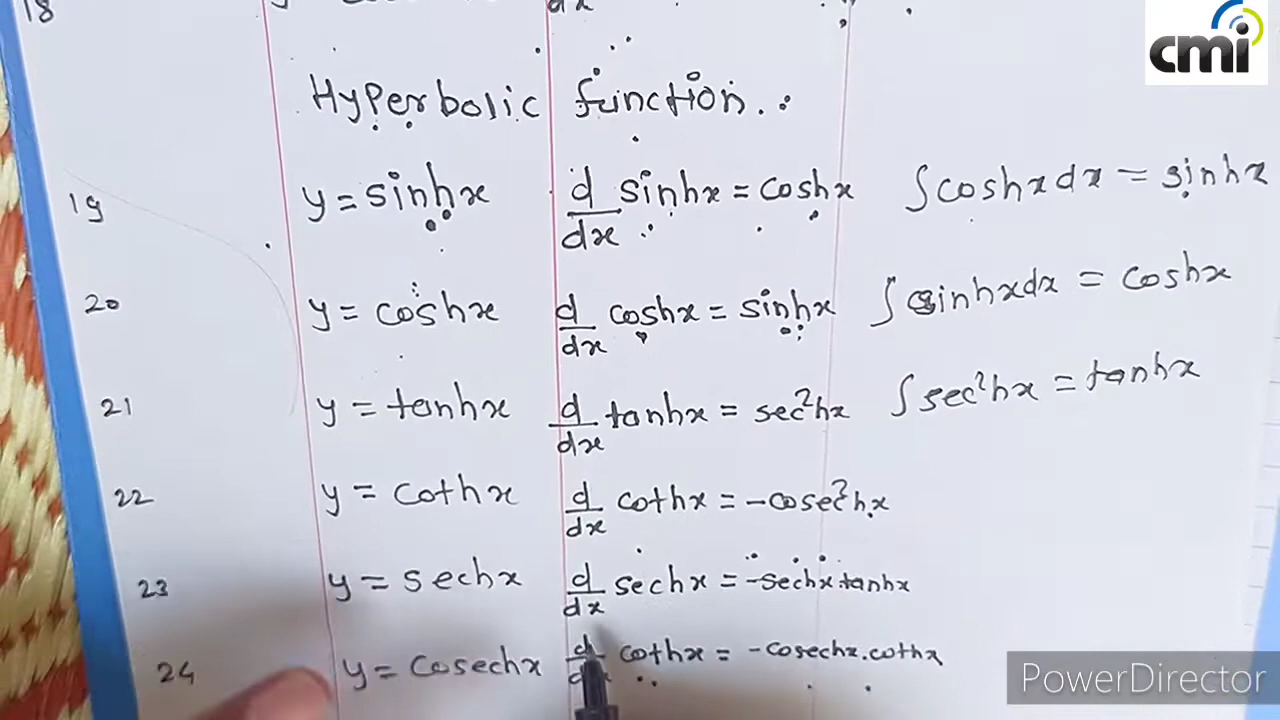 18
dx
cmi
Hyperbolic function.
19 y = sinhx d/dx sinhx = coshx ∫coshx dx = sinhx
20 y = coshx d/dx coshx = sinhx ∫sinhxdx = coshx
21 y = tanhx d/dx tanhx = sec²hx ∫sec²hx = tanhx
22 y = cothx d/dx cothx = -cosec²hx
23 y = sechx d/dx sechx = -sechx tanhx
24 y = cosechx d/dx cothx = -cosechx.cothx
PowerDirector